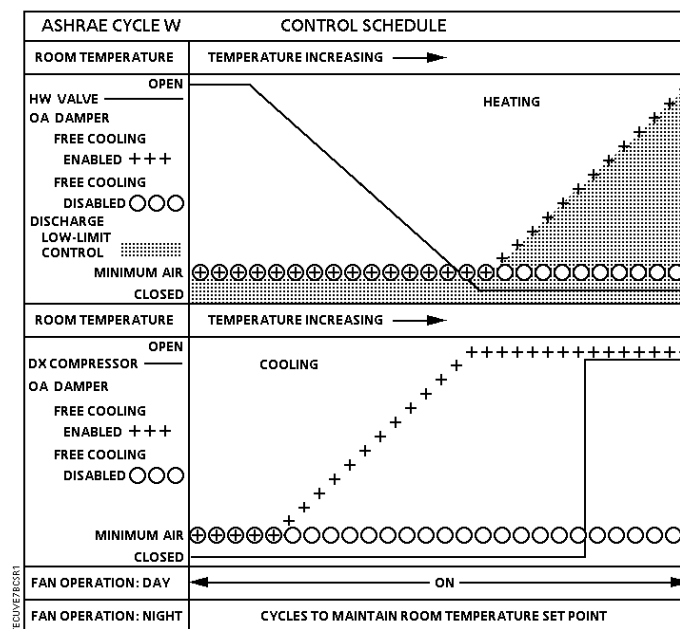 ASHRAE CYCLE W CONTROL SCHEDULE
ROOM TEMPERATURE TEMPERATURE INCREASING
OPEN
HW VALVE
HEATING
OA DAMPER
FREE COOLING
ENABLED +++
FREE COOLING
DISABLED
DISCHARGE
LOW-LIMIT
CONTROL
MINIMUM AIR
CLOSED
ROOM TEMPERATURE TEMPERATURE INCREASING
OPEN
DX COMPRESSOR
COOLING
OA DAMPER
FREE COOLING
ENABLED +++
FREE COOLING
DISABLED
MINIMUM AIR
CLOSED
FAN OPERATION: DAY ON
FAN OPERATION: NIGHT CYCLES TO MAINTAIN ROOM TEMPERATURE SET POINT